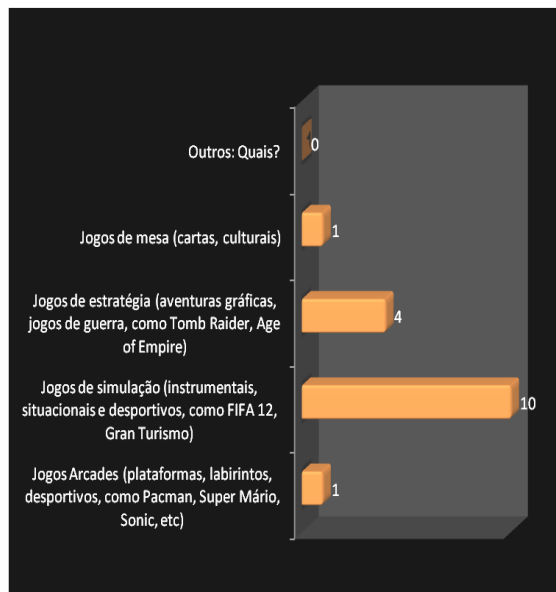 Outros: Quais?
0
Jogos de mesa (cartas, culturais)
1
Jogos de estratégia (aventuras gráficas,
jogos de guerra, como Tomb Raider, Age
of Empire)
4
Jogos de simulação (instrumentais,
situacionais e desportivos, como FIFA 12,
Gran Turismo)
10
Jogos Arcades (plataformas, labirintos,
desportivos, como Pacman, Super Mário,
Sonic, etc)
1